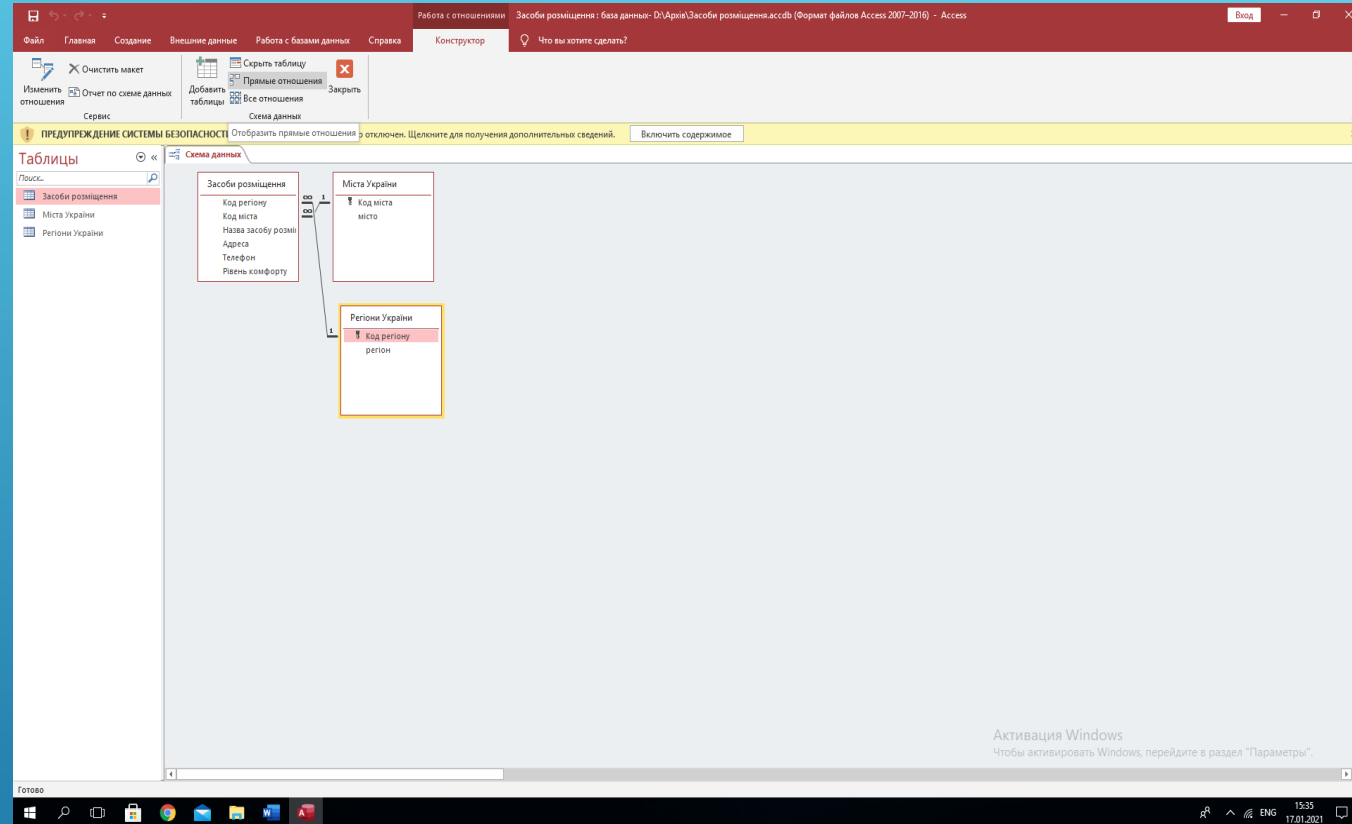 Работа с отношениями Засоби розміщення : база данных- D:\Архів\Засоби розміщення.accdb (Формат файлов Access 2007–2016) - Access Вход
Файл Главная Создание Внешние данные Работа с базами данных Справка Конструктор Что вы хотите сделать?
Изменить отношения
Очистить макет
Отчет по схеме данных
Сервис
Добавить таблицы
Скрыть таблицу
Прямые отношения
Все отношения
Закрыть
Схема данных
ПРЕДУПРЕЖДЕНИЕ СИСТЕМЫ БЕЗОПАСНОСТ Отобразить прямые отношения о отключен. Щелкните для получения дополнительных сведений. Включить содержимое
Таблицы
Поиск...
Засоби розміщення
Міста України
Регіони України
Схема данных
Засоби розміщення
Код регіону
Код міста
Назва засобу розмі
Адреса
Телефон
Рівень комфорту
∞ 1
∞
Міста України
Код міста
місто
1
Регіони України
Код регіону
регіон
Активация Windows
Чтобы активировать Windows, перейдите в раздел "Параметры".
Готово
ENG
15:35
17.01.2021